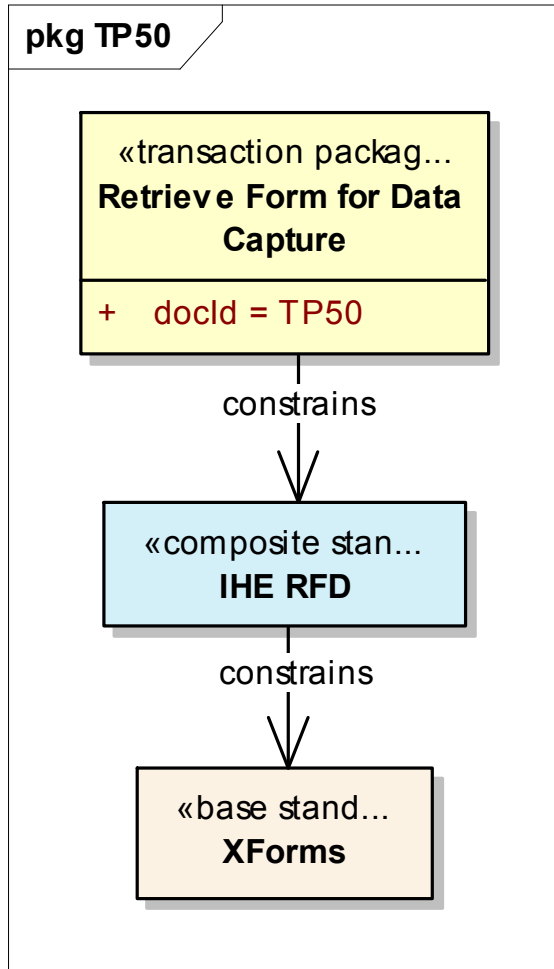 pkg TP50
«transaction packag...
Retrieve Form for Data
Capture
+ docId = TP50
constrains
«composite stan...
IHE RFD
constrains
«base stand...
XForms